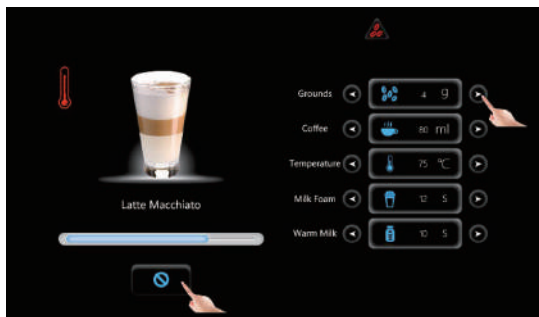 Grounds 4 g
Coffee 80 ml
Temperature 75 °C
Milk Foam 12 S
Warm Milk 10 S
Latte Macchiato